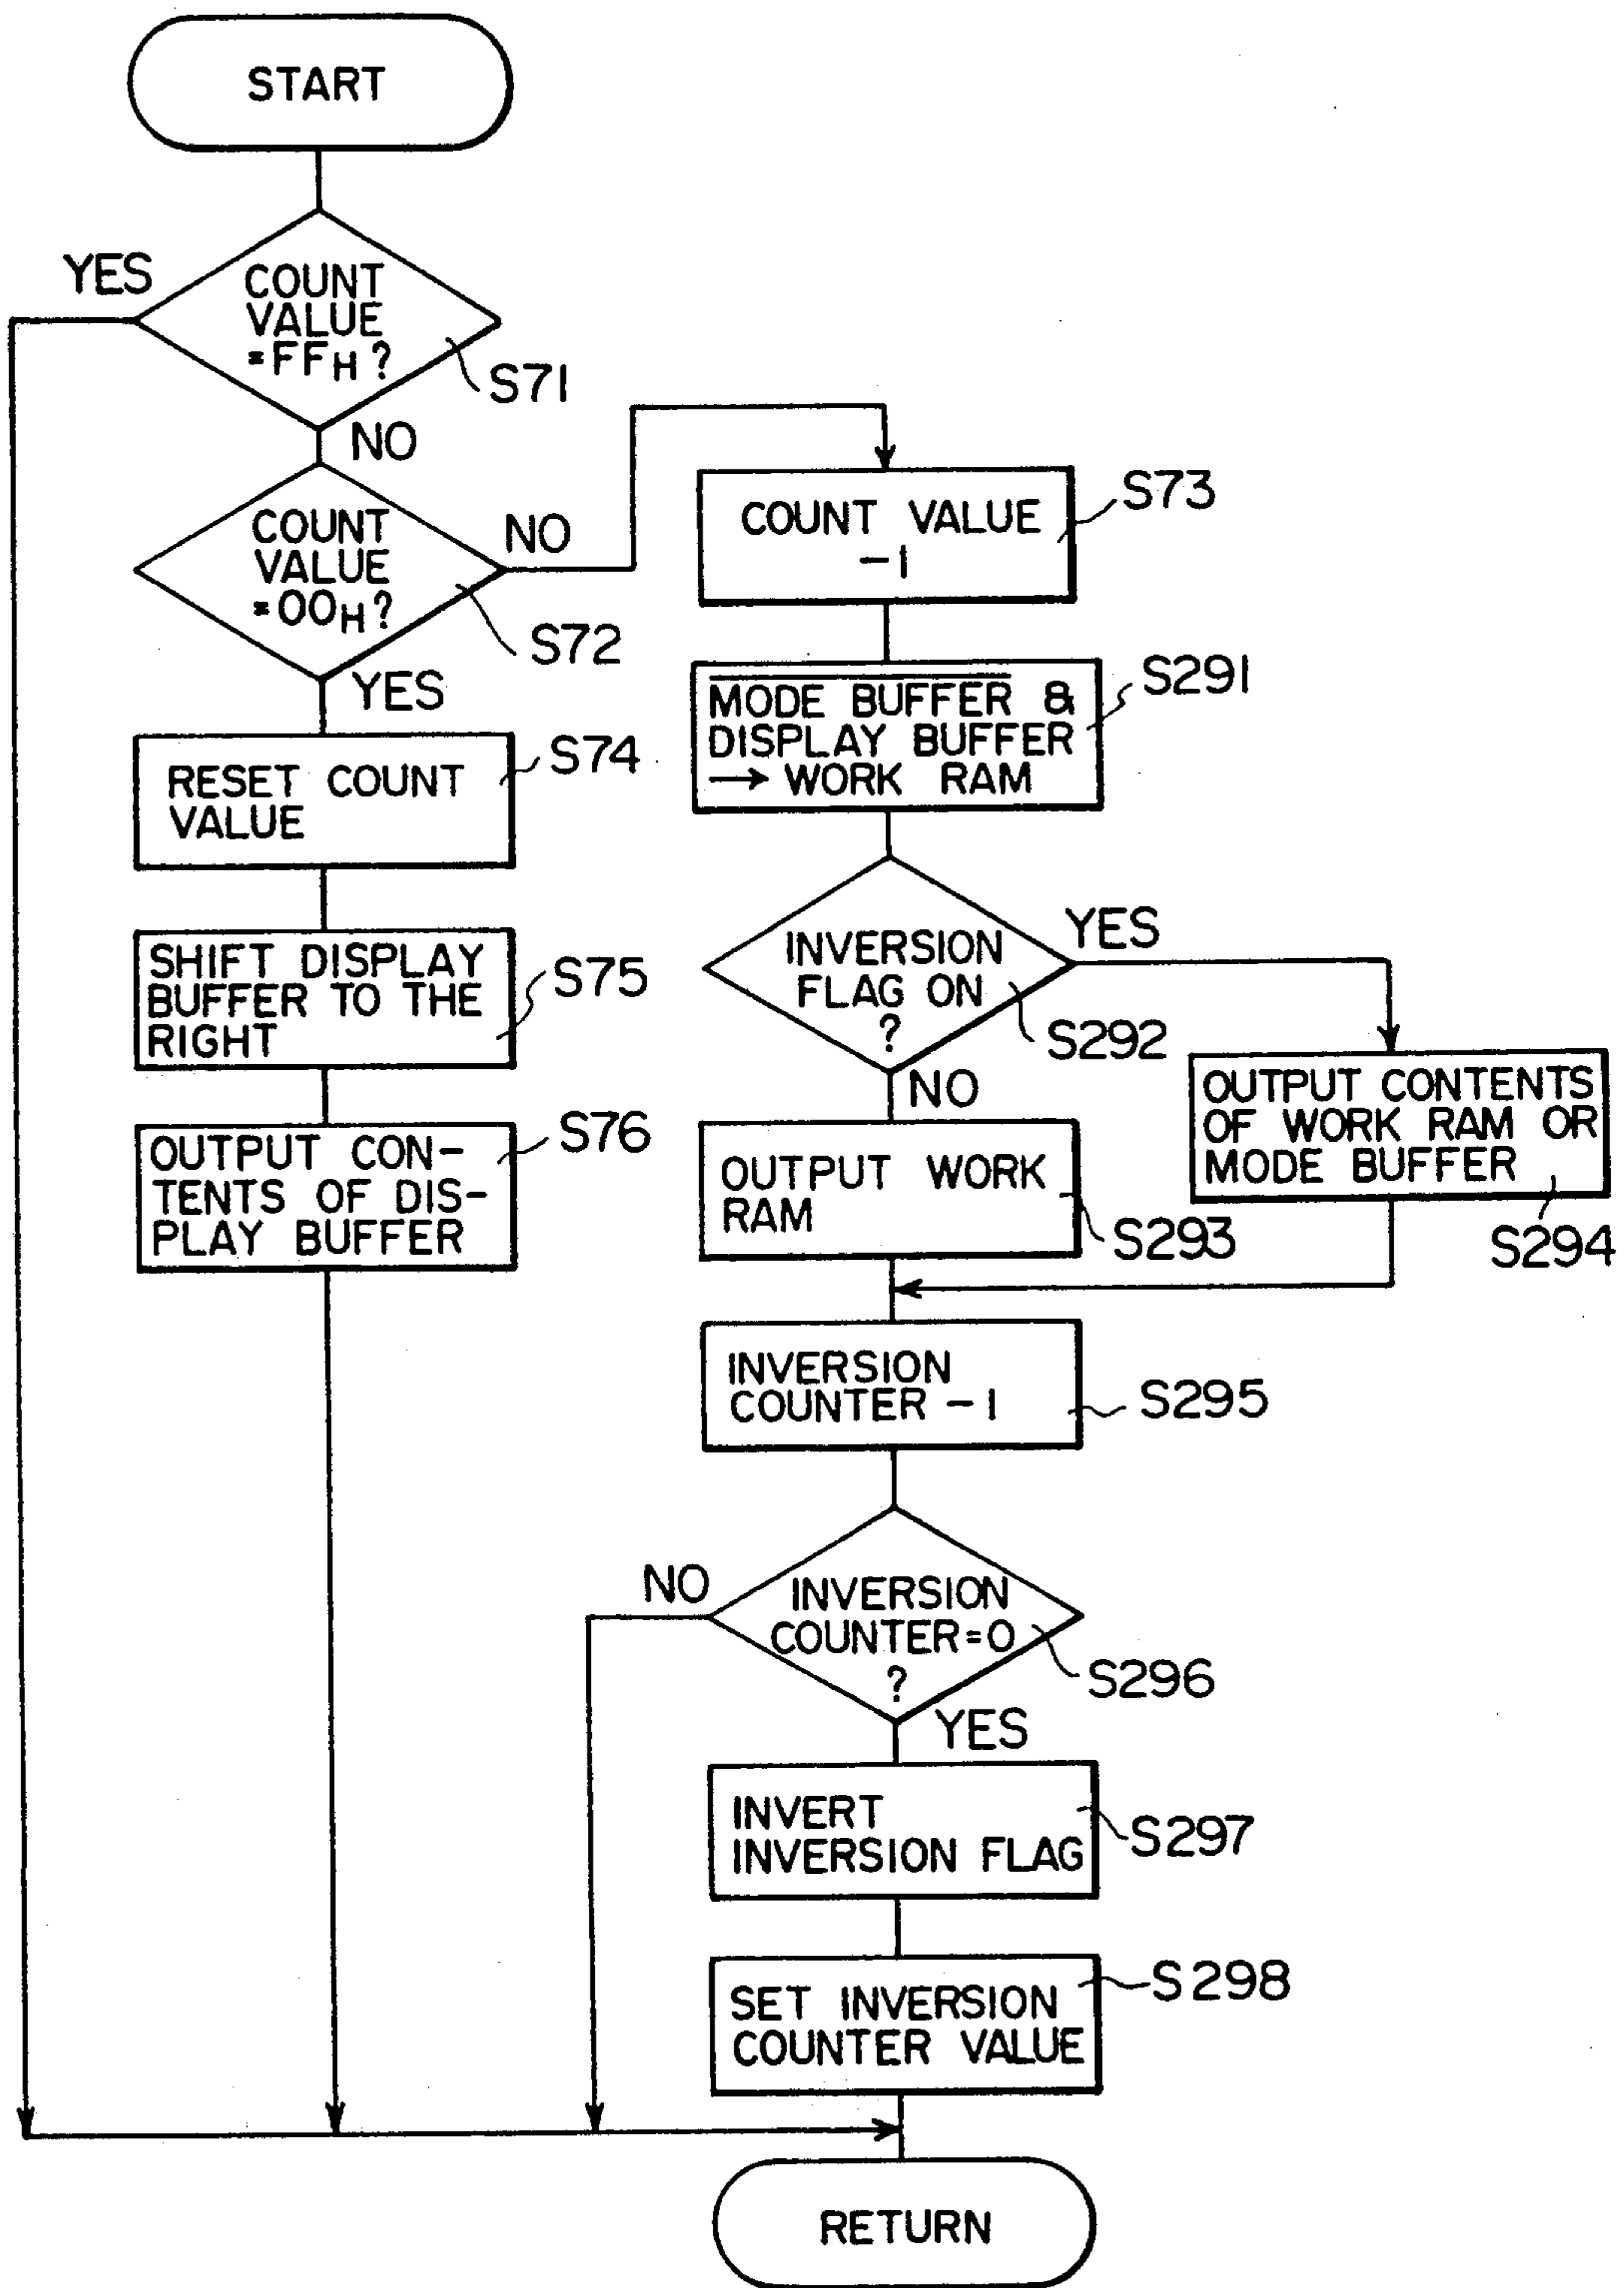 START
YES
COUNT
VALUE
=FFH?
S71
NO
COUNT
VALUE
=00H?
NO
S72
YES
RESET COUNT
VALUE
S74
SHIFT DISPLAY
BUFFER TO THE
RIGHT
S75
OUTPUT CON-
TENTS OF DIS-
PLAY BUFFER
S76
COUNT VALUE
-1
S73
MODE BUFFER &
DISPLAY BUFFER
→ WORK RAM
S291
INVERSION
FLAG ON
?
YES
S292
NO
OUTPUT WORK
RAM
S293
OUTPUT CONTENTS
OF WORK RAM OR
MODE BUFFER
S294
INVERSION
COUNTER -1
S295
NO
INVERSION
COUNTER=0
?
S296
YES
INVERT
INVERSION FLAG
S297
SET INVERSION
COUNTER VALUE
S298
RETURN